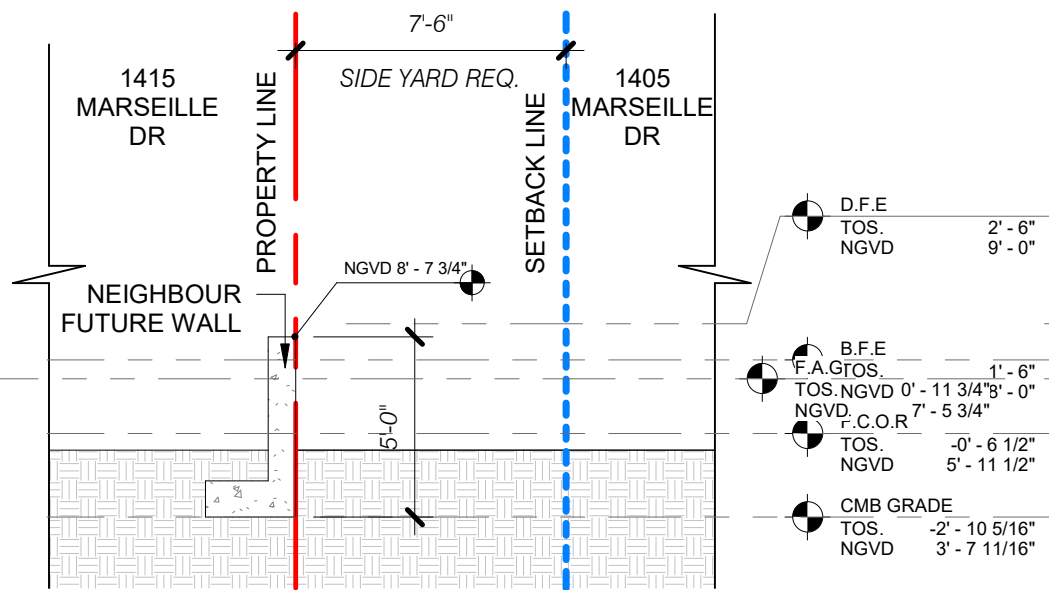 7'-6"
SIDE YARD REQ.
1415
MARSEILLE
DR
PROPERTY LINE
SETBACK LINE
1405
MARSEILLE
DR
D.F.E
TOS. 2' - 6"
NGVD 9' - 0"
NGVD 8' - 7 3/4"
NEIGHBOUR
FUTURE WALL
5'-0"
B.F.E
TOS. 1' - 6"
NGVD 8' - 0"
F.A.G
TOS. 0' - 11 3/4"
NGVD 7' - 5 3/4"
F.C.O.R
TOS. -0' - 6 1/2"
NGVD 5' - 11 1/2"
CMB GRADE
TOS. -2' - 10 5/16"
NGVD 3' - 7 11/16"